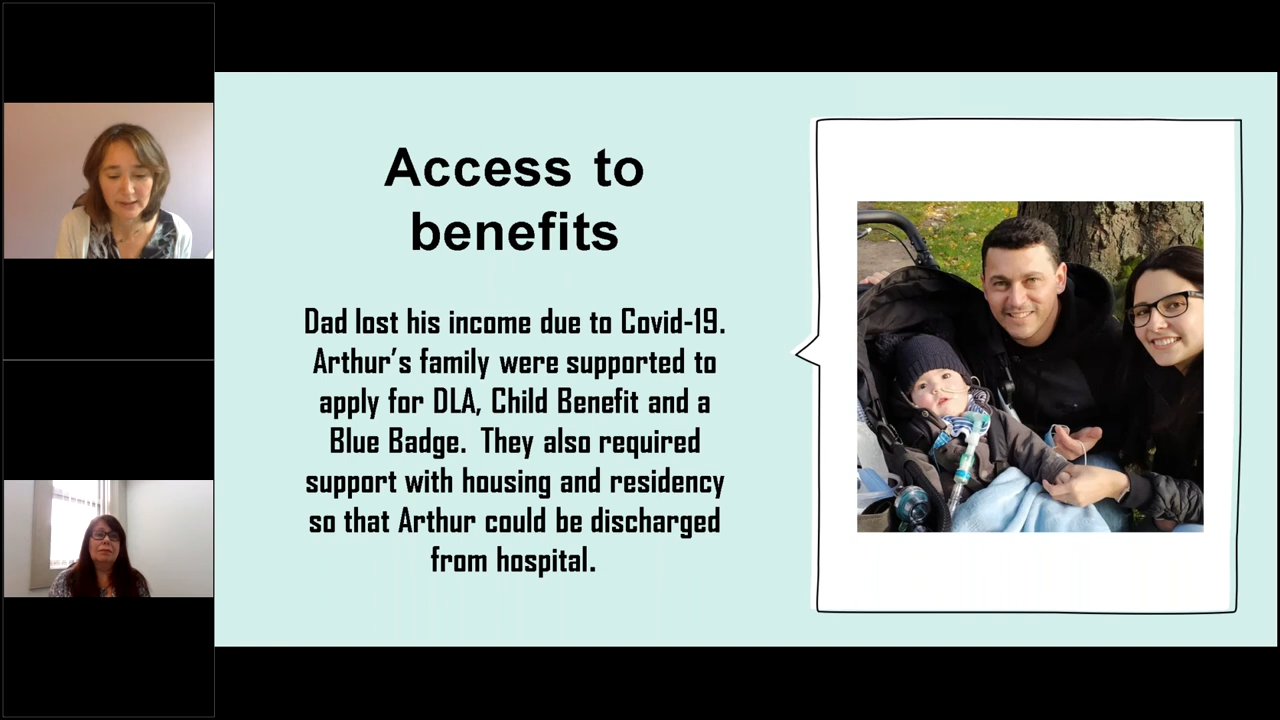 Access to
benefits
Dad lost his income due to Covid-19.
Arthur's family were supported to
apply for DLA, Child Benefit and a
Blue Badge.  They also required
support with housing and residency
so that Arthur could be discharged
from hospital.